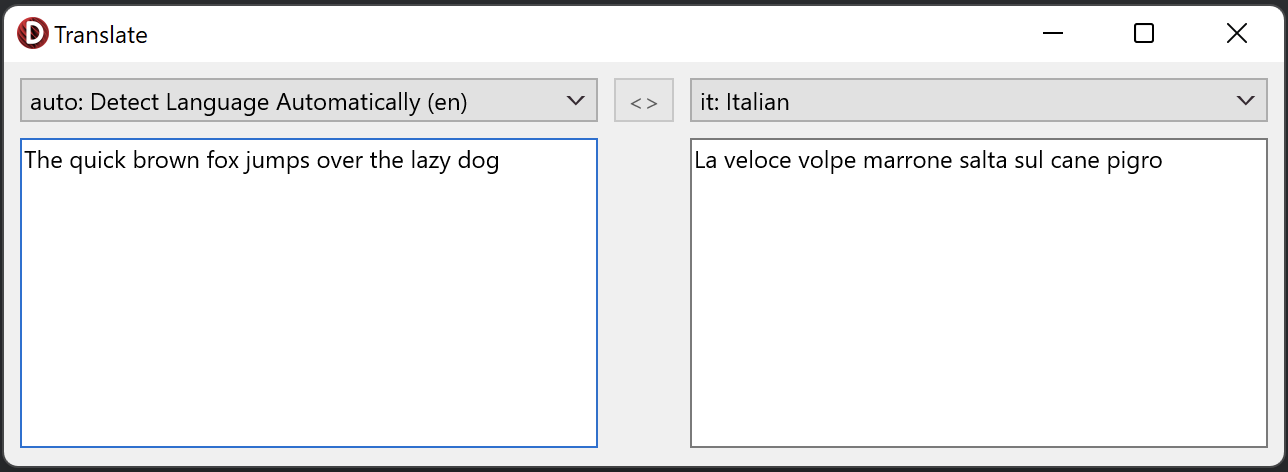 Translate
auto: Detect Language Automatically (en)
<>
it: Italian
The quick brown fox jumps over the lazy dog
La veloce volpe marrone salta sul cane pigro